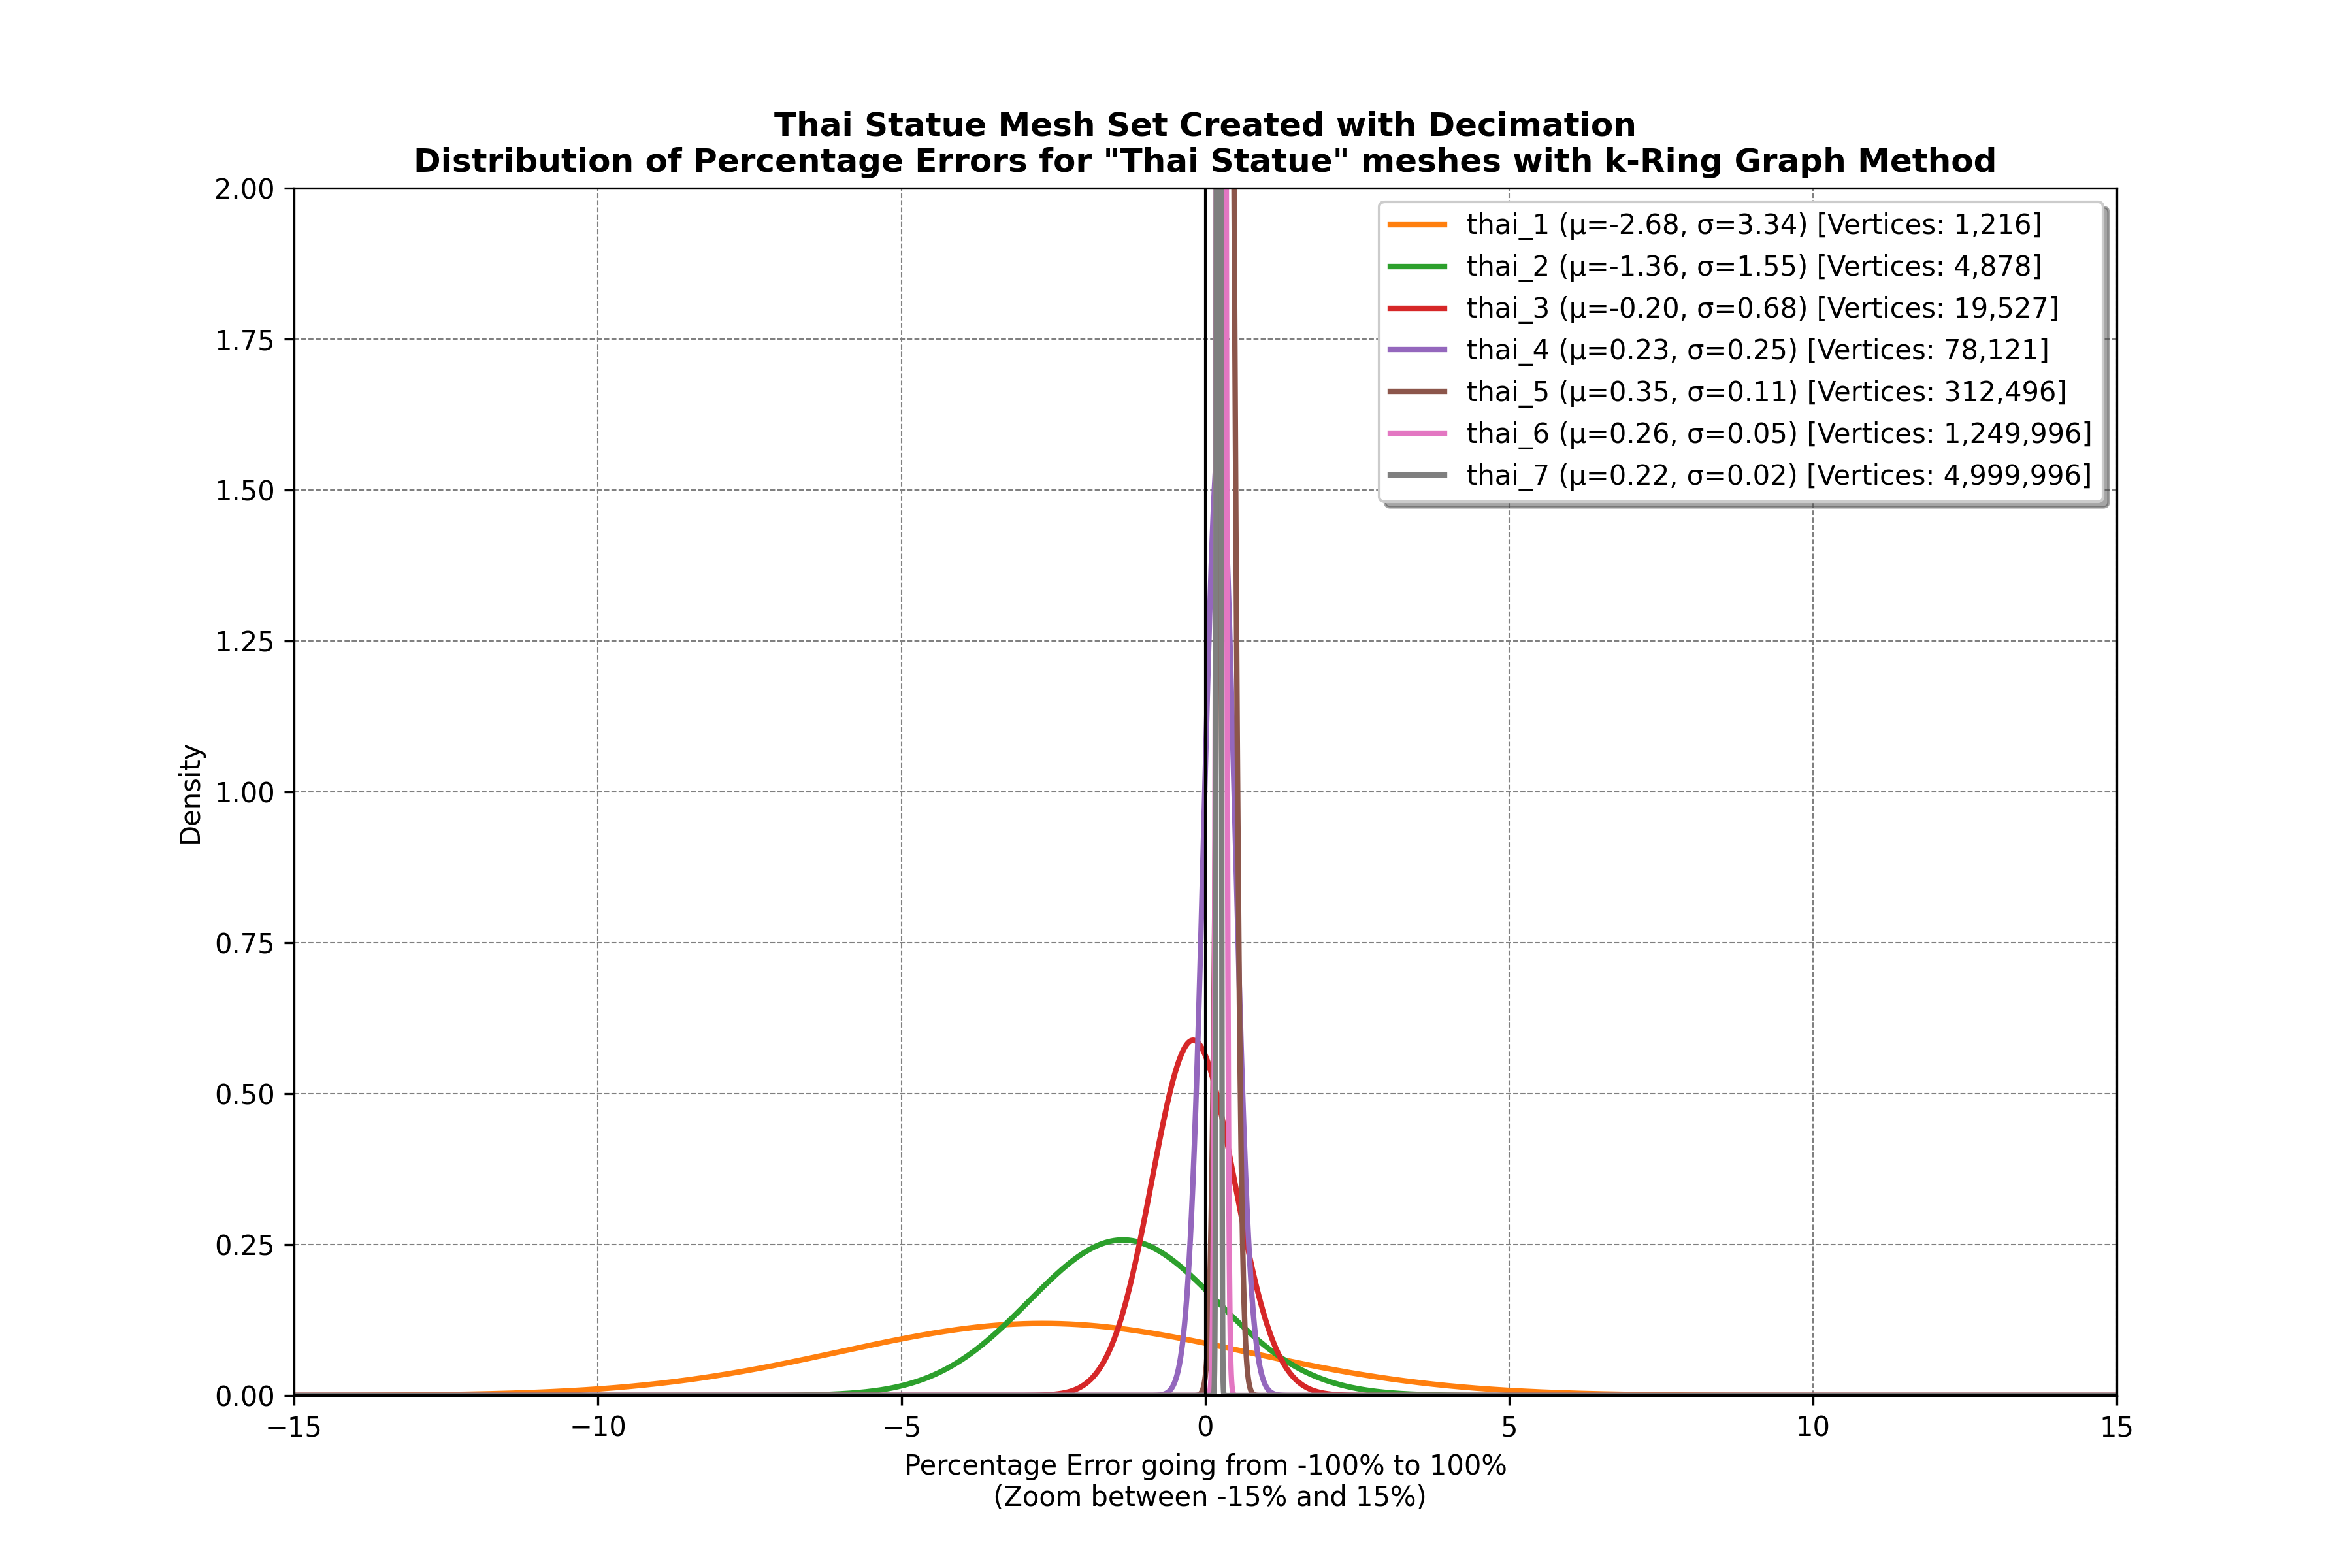 Thai Statue Mesh Set Created with Decimation
Distribution of Percentage Errors for "Thai Statue" meshes with k-Ring Graph Method
2.00
1.75
1.50
1.25
1.00
0.75
0.50
0.25
0.00
Density
thai_1 (μ=-2.68, σ=3.34) [Vertices: 1,216]
thai_2 (μ=-1.36, σ=1.55) [Vertices: 4,878]
thai_3 (μ=-0.20, σ=0.68) [Vertices: 19,527]
thai_4 (μ=0.23, σ=0.25) [Vertices: 78,121]
thai_5 (μ=0.35, σ=0.11) [Vertices: 312,496]
thai_6 (μ=0.26, σ=0.05) [Vertices: 1,249,996]
thai_7 (μ=0.22, σ=0.02) [Vertices: 4,999,996]
−15 −10 −5 0 5 10 15
Percentage Error going from -100% to 100%
(Zoom between -15% and 15%)